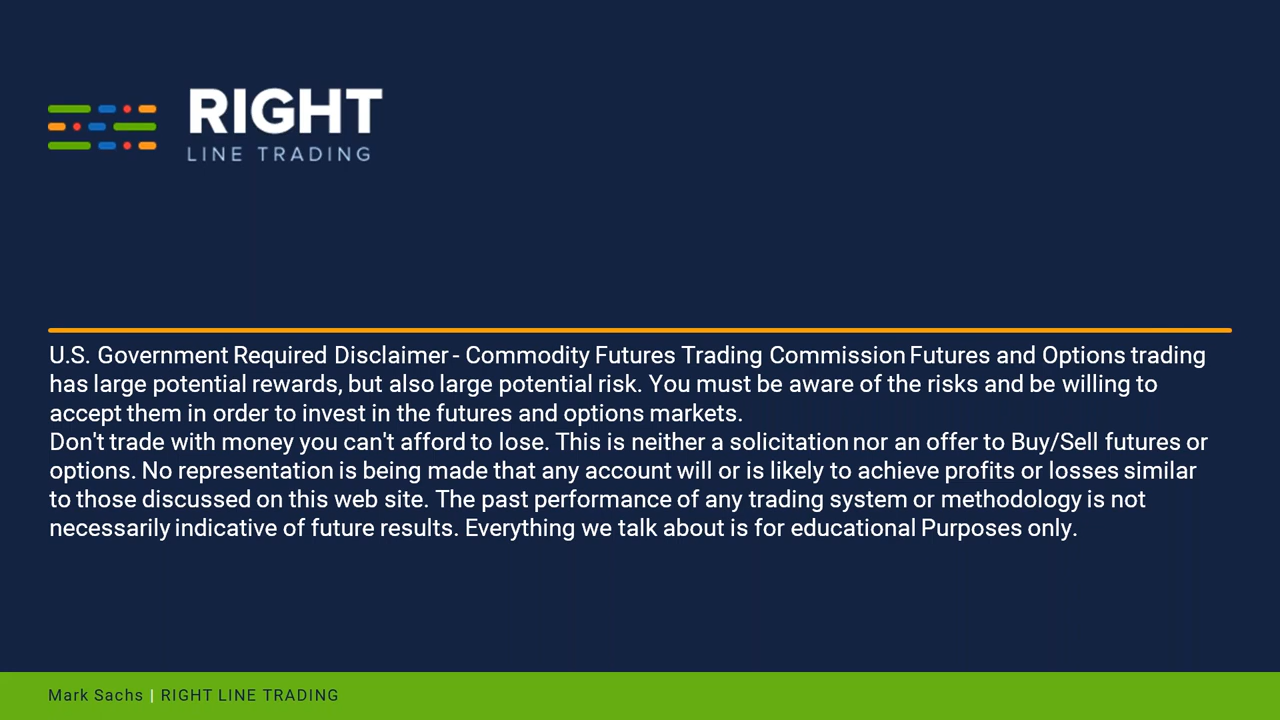 RIGHT
LINE TRADING
U.S. Government Required Disclaimer - Commodity Futures Trading Commission Futures and Options trading
has large potential rewards, but also large potential risk. You must be aware of the risks and be willing to
accept them in order to invest in the futures and options markets.
Don't trade with money you can't afford to lose. This is neither a solicitation nor an offer to Buy/Sell futures or
options. No representation is being made that any account will or is likely to achieve profits or losses similar
to those discussed on this web site. The past performance of any trading system or methodology is not
necessarily indicative of future results. Everything we talk about is for educational Purposes only.
Mark Sachs | RIGHT LINE TRADING